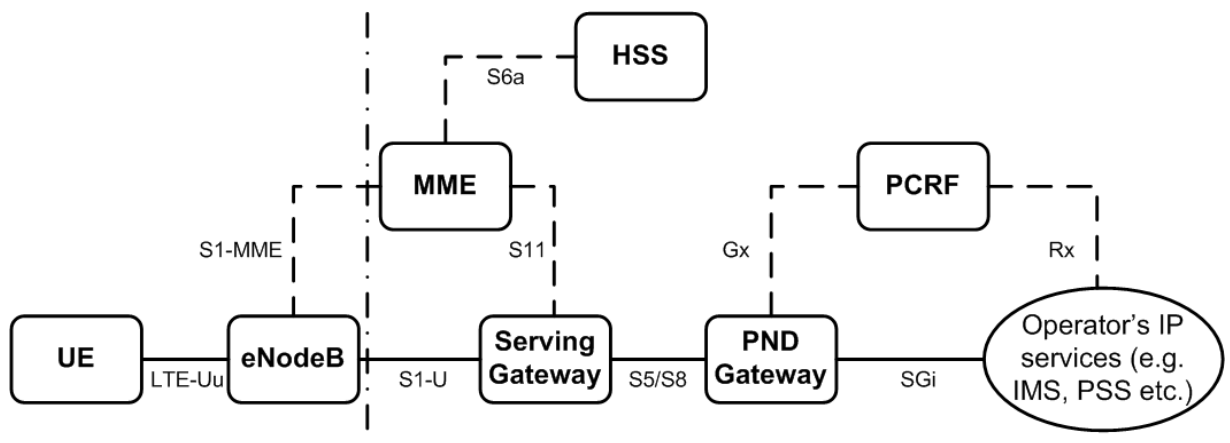 HSS
S6a
MME
PCRF
S1-MME
S11
Gx
Rx
UE
eNodeB
Serving
Gateway
PND
Gateway
Operator’s IP
services (e.g.
IMS, PSS etc.)
LTE-Uu
S1-U
S5/S8
SGi